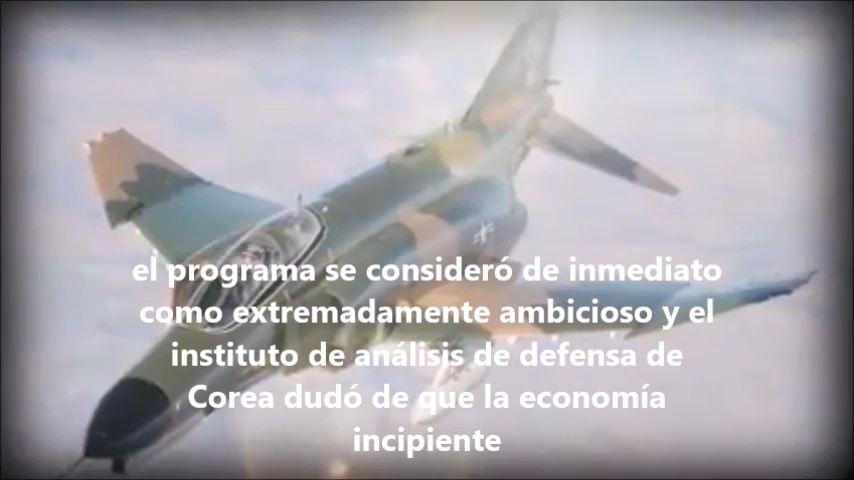 el programa se consideró de inmediato
como extremadamente ambicioso y el
instituto de análisis de defensa de
Corea dudó de que la economía
incipiente